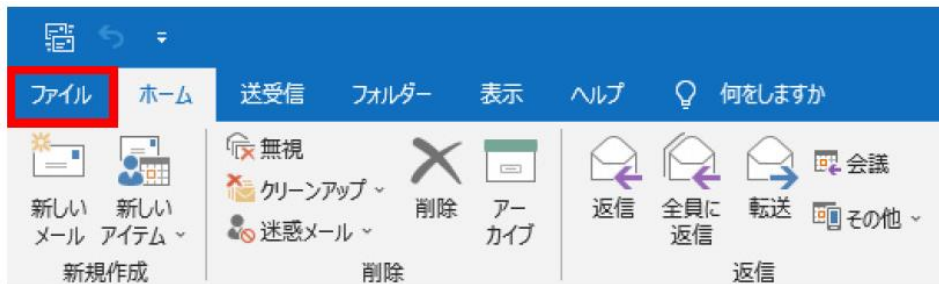 ファイル ホーム 送受信 フォルダー 表示 ヘルプ 何をしますか
新しい
メール
新しい
アイテム
新規作成
無視
クリーンアップ
迷惑メール
削除
アー
カイブ
削除
返信
全員に
返信
転送
会議
その他
返信